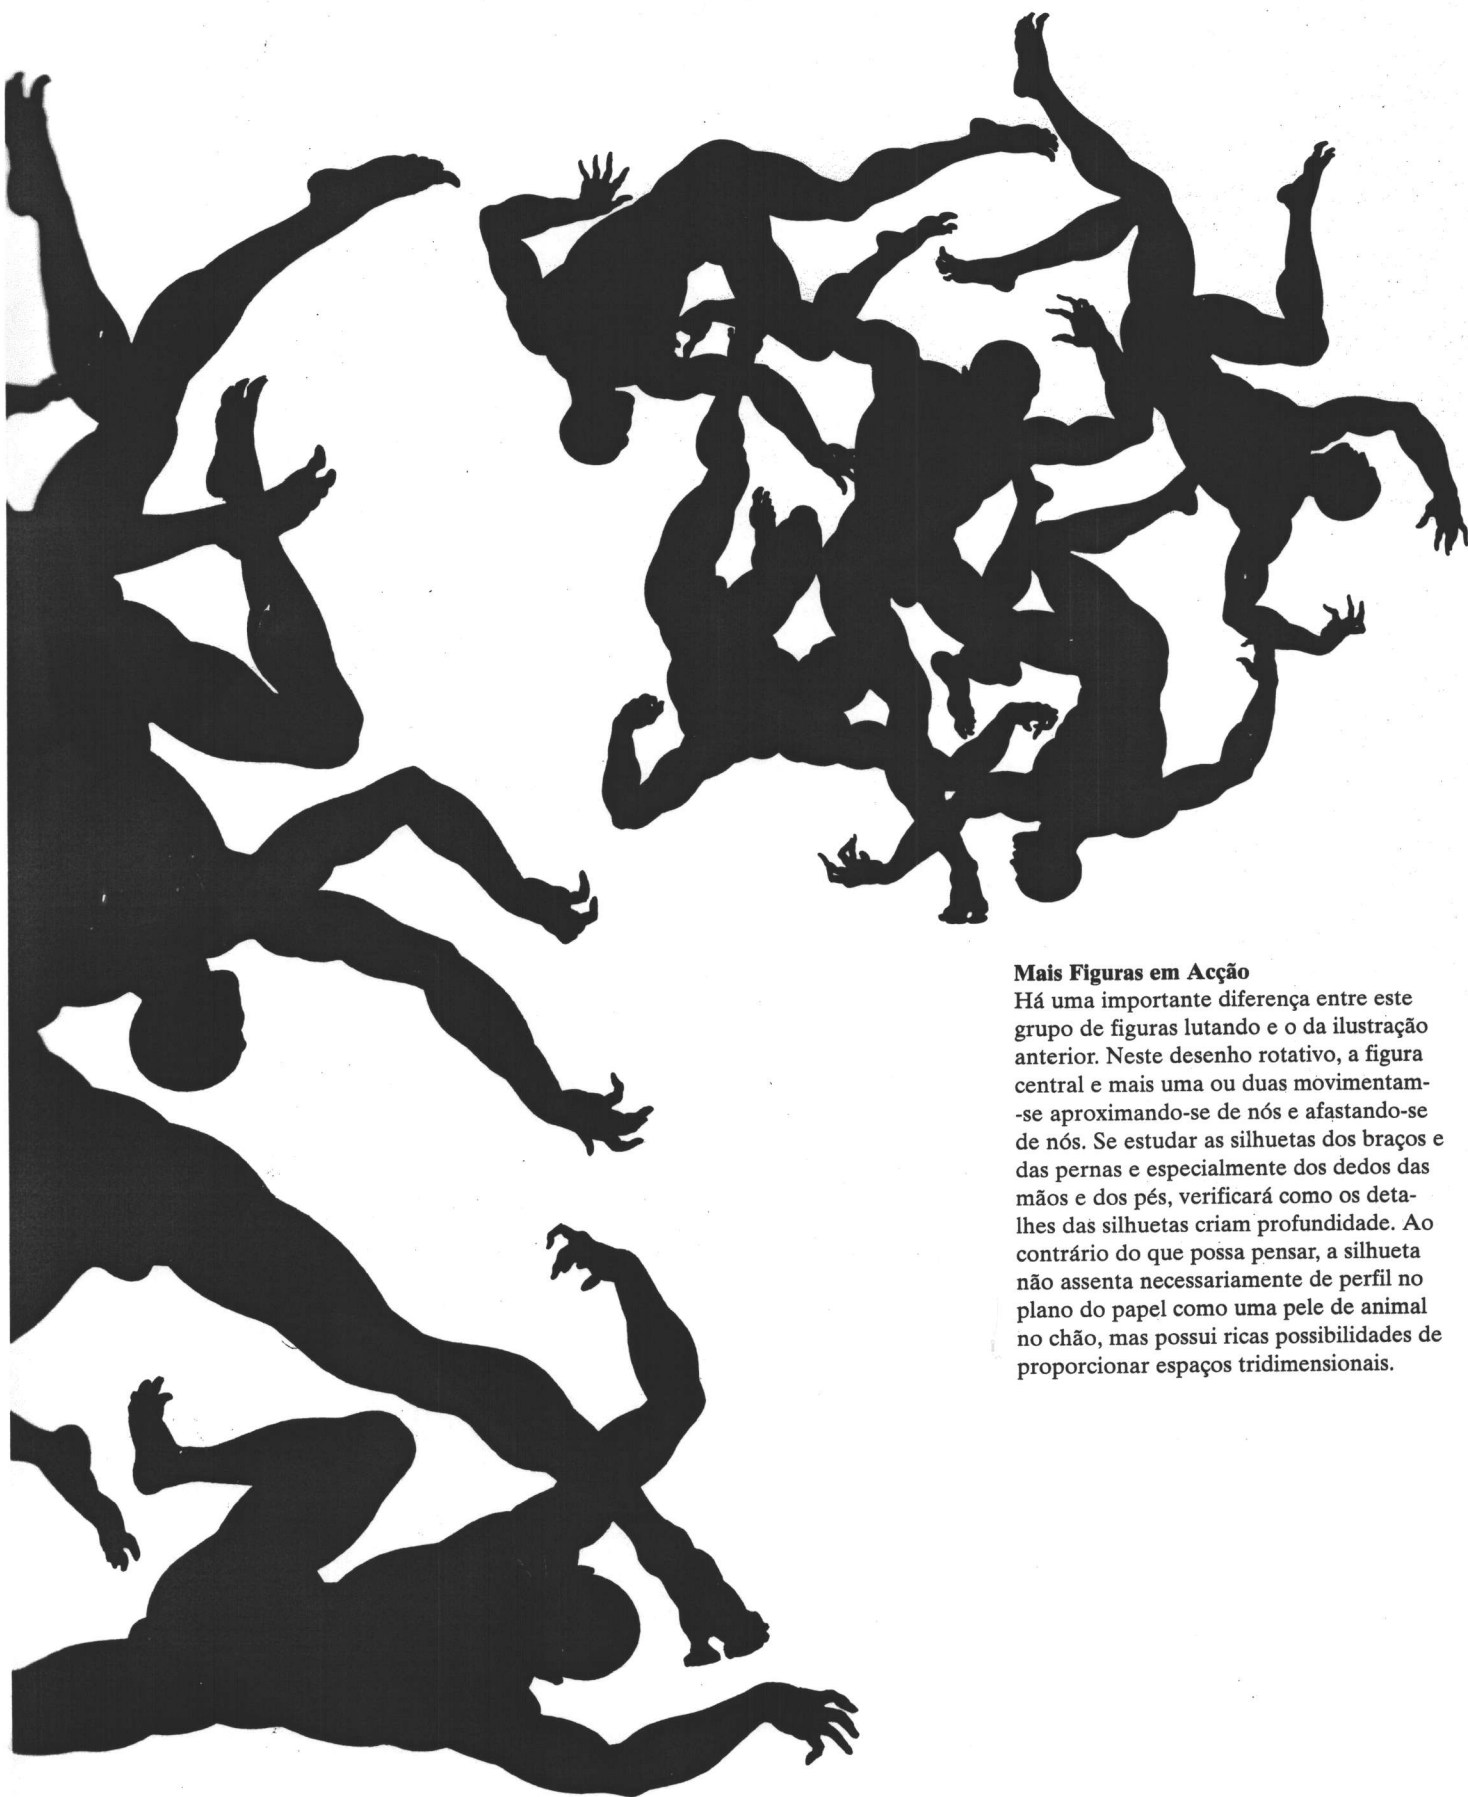 Mais Figuras em Acção
Há uma importante diferença entre este
grupo de figuras lutando e o da ilustração
anterior. Neste desenho rotativo, a figura
central e mais uma ou duas movimentam-
-se aproximando-se de nós e afastando-se
de nós. Se estudar as silhuetas dos braços e
das pernas e especialmente dos dedos das
mãos e dos pés, verificará como os deta-
lhes das silhuetas criam profundidade. Ao
contrário do que possa pensar, a silhueta
não assenta necessariamente de perfil no
plano do papel como uma pele de animal
no chão, mas possui ricas possibilidades de
proporcionar espaços tridimensionais.